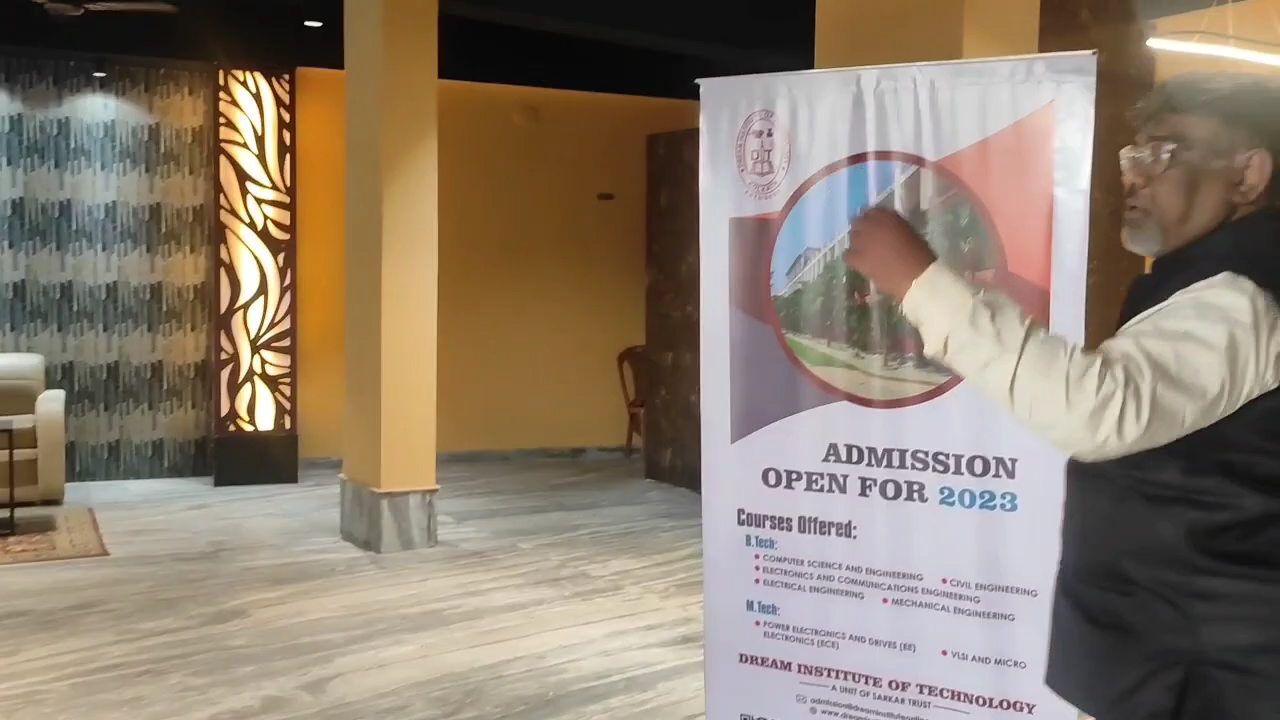 ADMISSION
OPEN FOR 2023
Courses Offered:
B.Tech:
• COMPUTER SCIENCE AND ENGINEERING • CIVIL ENGINEERING
• ELECTRONICS AND COMMUNICATIONS ENGINEERING
• ELECTRICAL ENGINEERING • MECHANICAL ENGINEERING
M.Tech:
• POWER ELECTRONICS AND DRIVES (EE) • VLSI AND MICRO
ELECTRONICS (ECE)
DREAM INSTITUTE OF TECHNOLOGY
A UNIT OF SARKAR TRUST